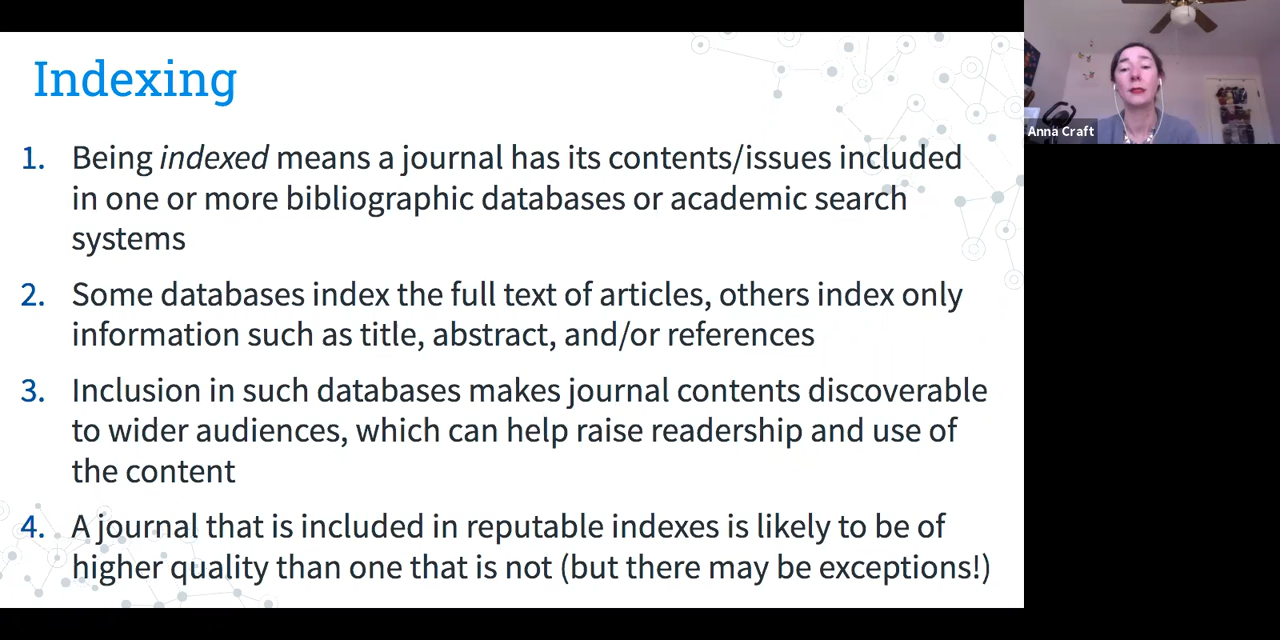 Indexing
1. Being indexed means a journal has its contents/issues included
in one or more bibliographic databases or academic search
systems
2. Some databases index the full text of articles, others index only
information such as title, abstract, and/or references
3. Inclusion in such databases makes journal contents discoverable
to wider audiences, which can help raise readership and use of
the content
4. A journal that is included in reputable indexes is likely to be of
higher quality than one that is not (but there may be exceptions!)
Anna Craft